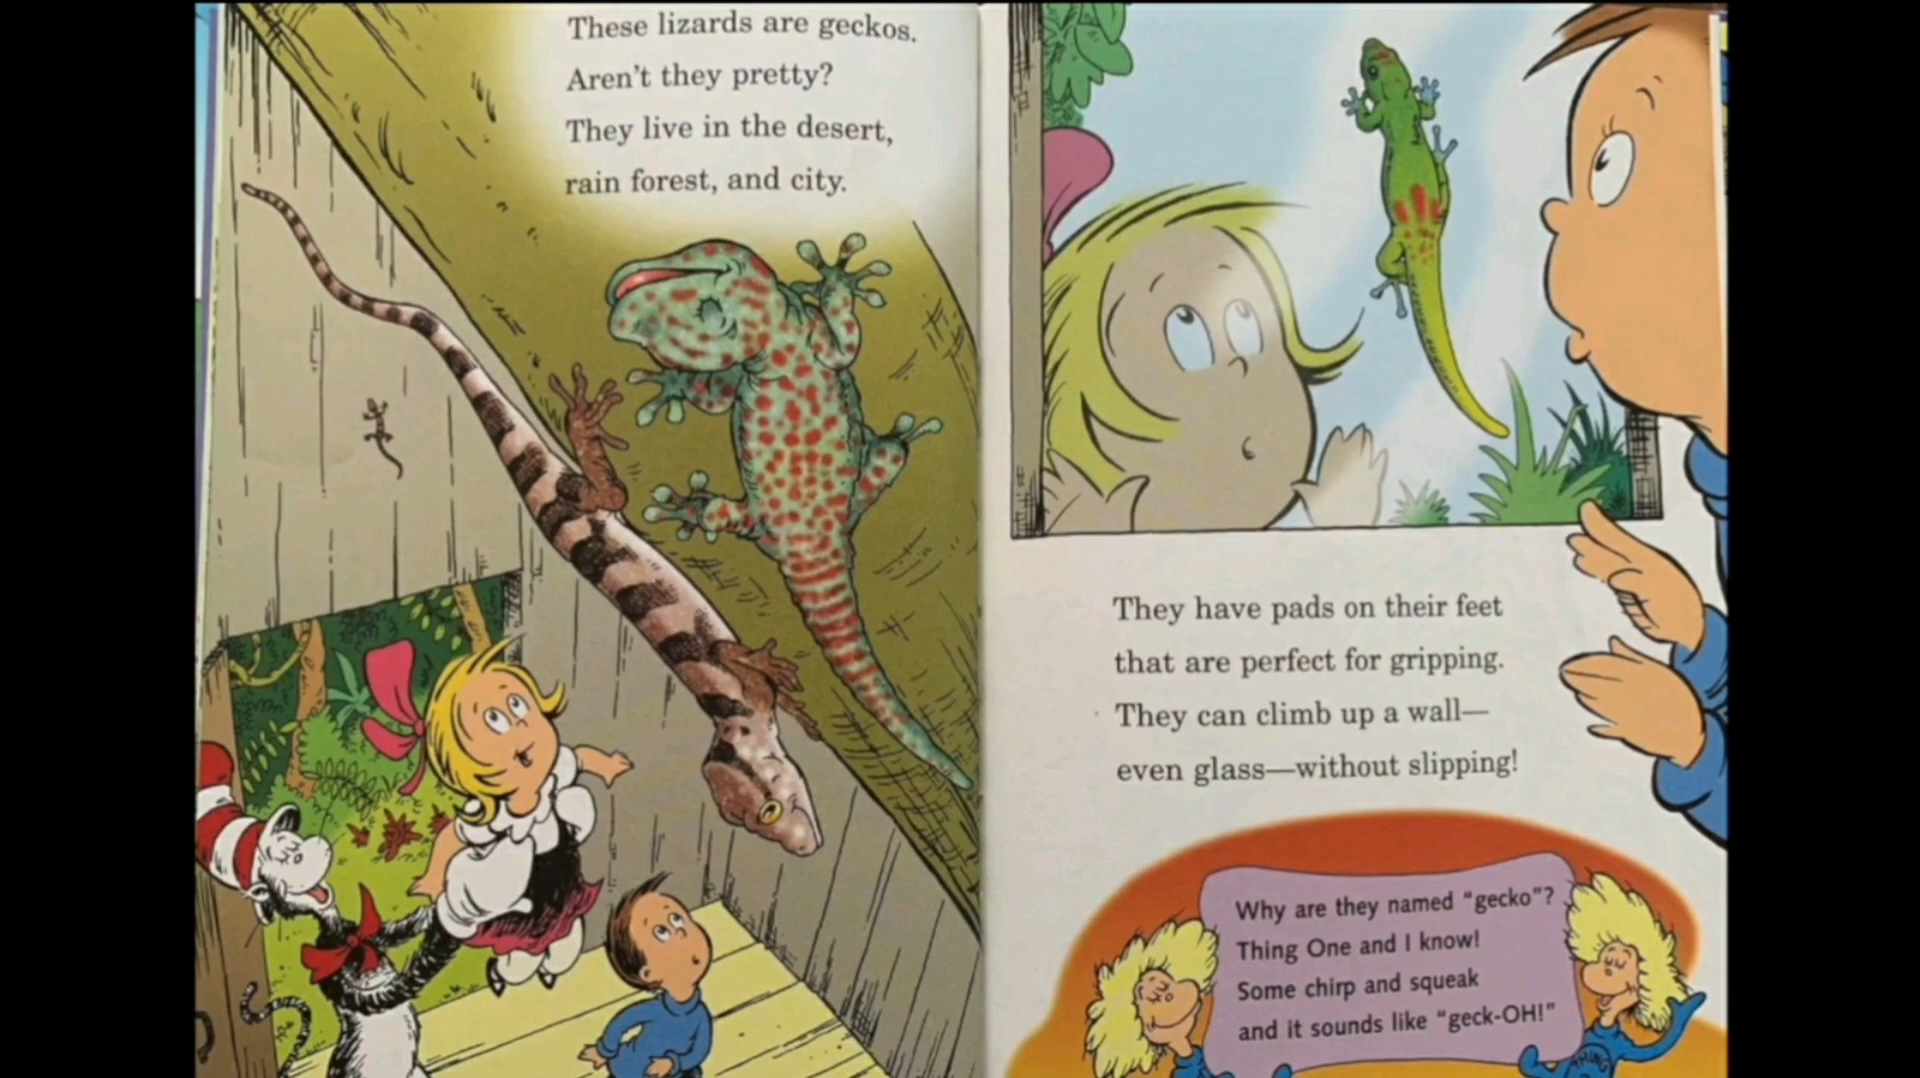 These lizards are geckos.
Aren't they pretty?
They live in the desert,
rain forest, and city.
They have pads on their feet
that are perfect for gripping.
They can climb up a wall—
even glass—without slipping!
Why are they named "gecko"?
Thing One and I know!
Some chirp and squeak
and it sounds like "geck-OH!"
THING